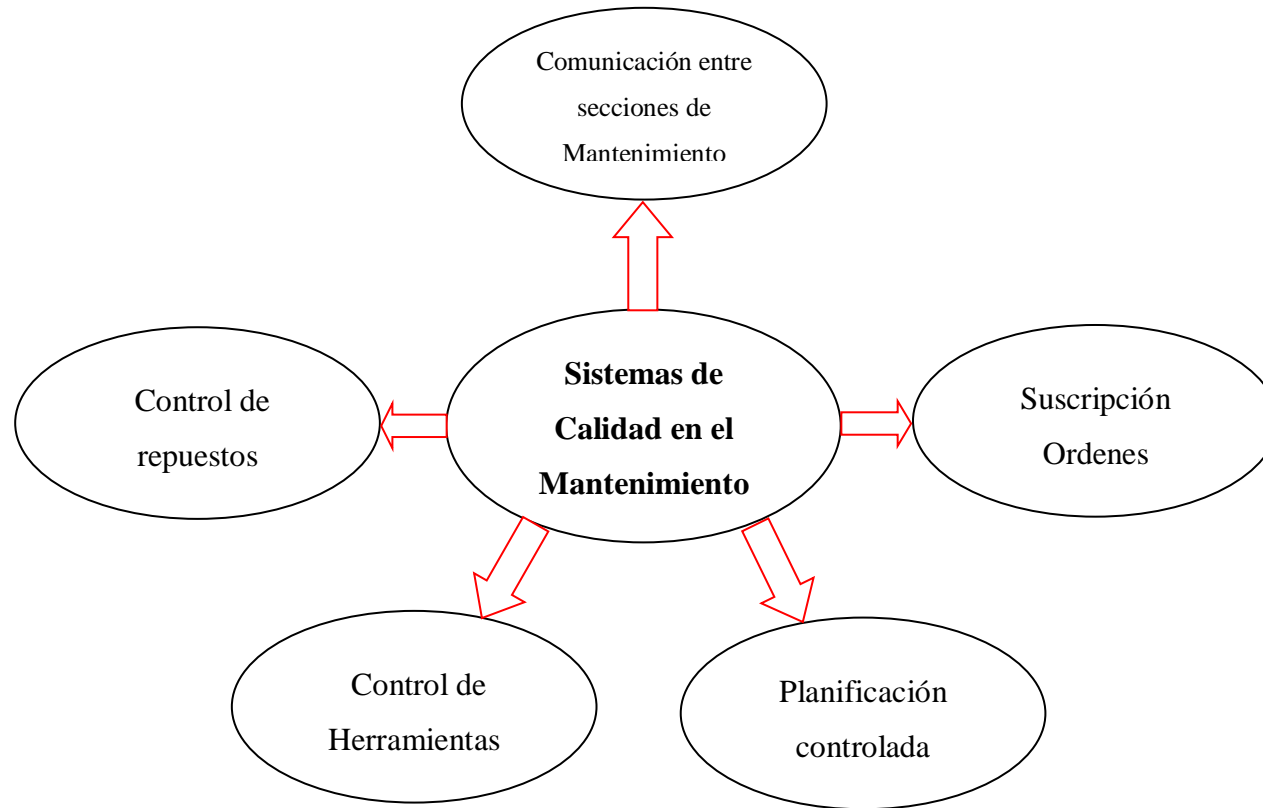 Comunicación entre
secciones de
Mantenimiento
Control de
repuestos
Sistemas de
Calidad en el
Mantenimiento
Suscripción
Ordenes
Control de
Herramientas
Planificación
controlada